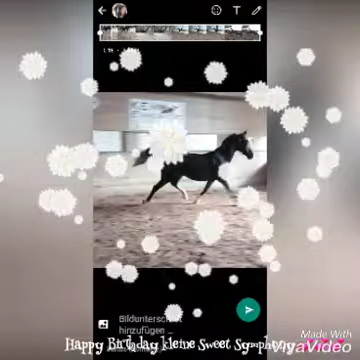 T
Bildunterschrift
hinzufügen ...
Happy Birthday kleine Sweet Symphony
Made With
VivaVideo